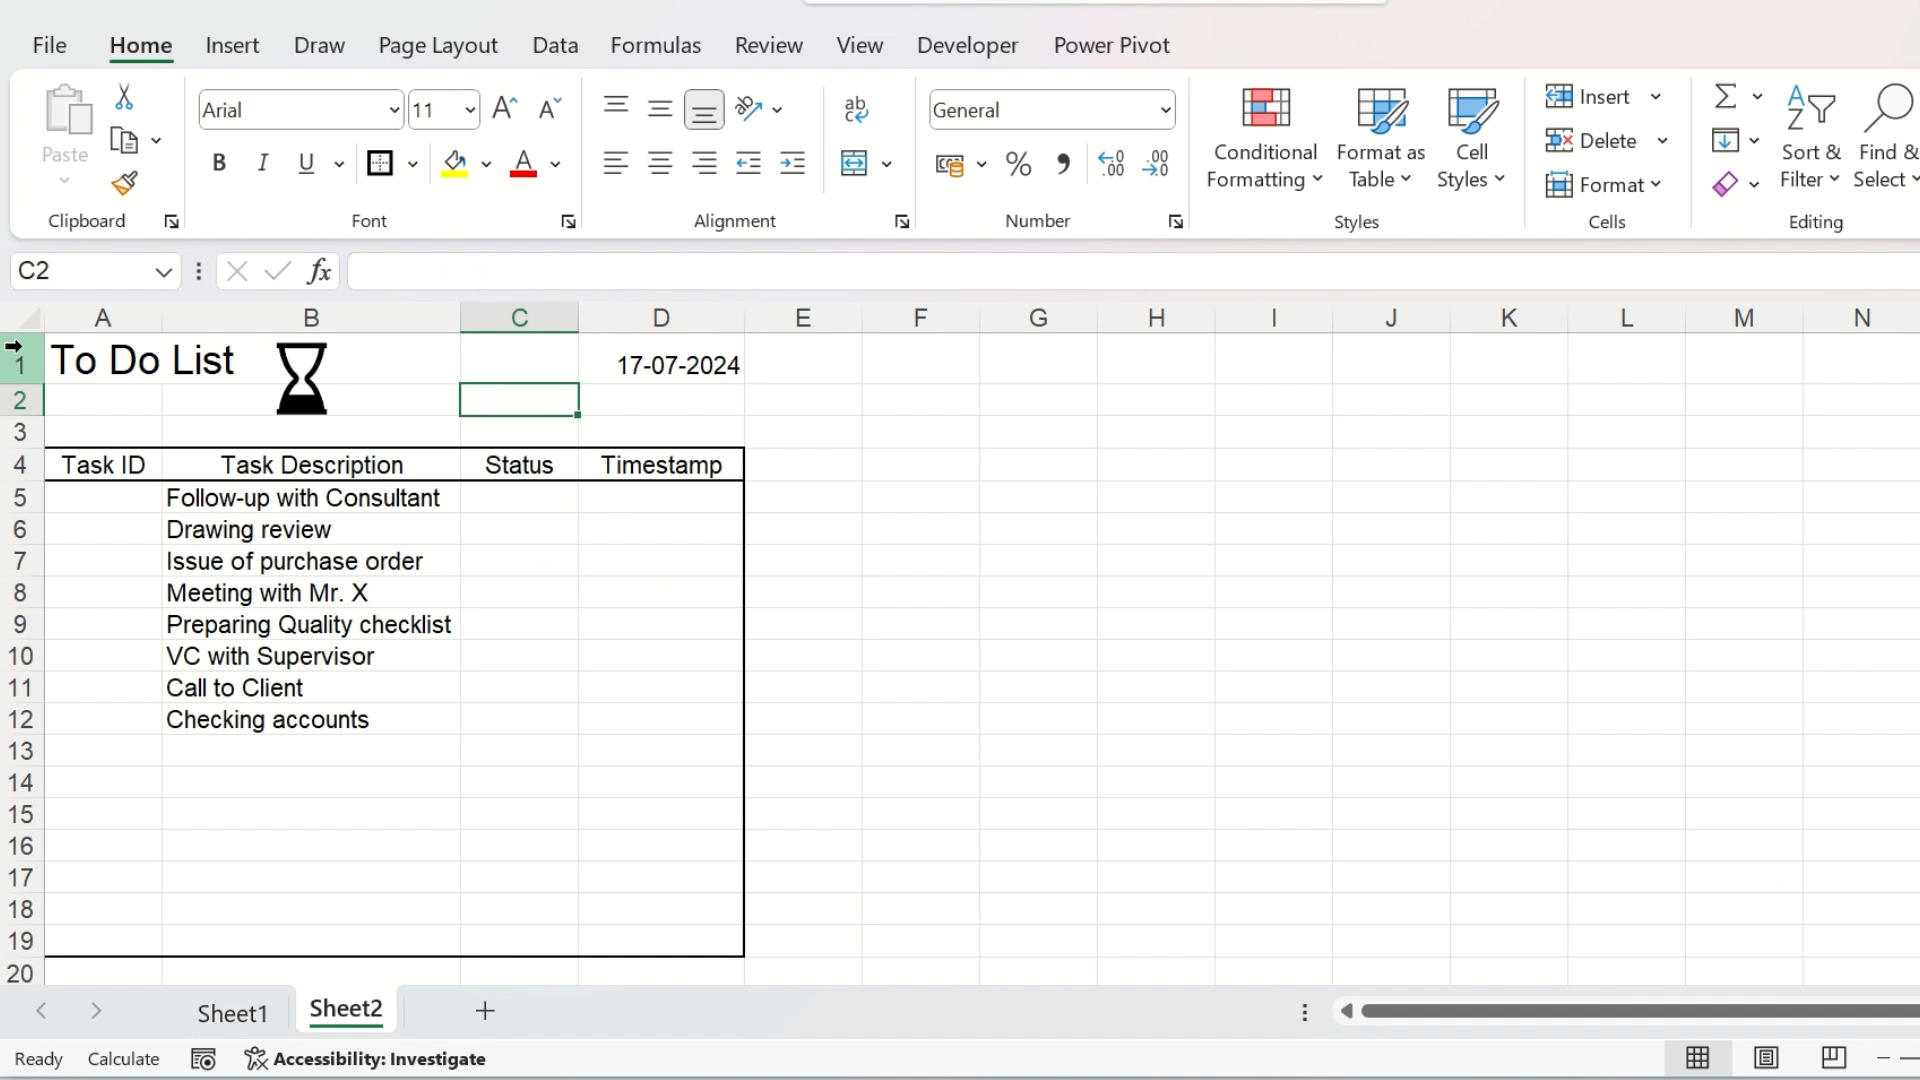 File Home Insert Draw Page Layout Data Formulas Review View Developer Power Pivot
Paste
Clipboard
Arial 11
B I U A
Font
ab
c
Alignment
General
% 
Number
Conditional Formatting
Format as Table
Cell Styles
Styles
Insert
Delete
Format
Cells
Sort & Filter
Find & Select
Editing
C2 fx
A B C D E F G H I J K L M N
1 To Do List 17-07-2024
2
3
4 Task ID Task Description Status Timestamp
5 Follow-up with Consultant
6 Drawing review
7 Issue of purchase order
8 Meeting with Mr. X
9 Preparing Quality checklist
10 VC with Supervisor
11 Call to Client
12 Checking accounts
13
14
15
16
17
18
19
20
Sheet1 Sheet2
Ready Calculate Accessibility: Investigate